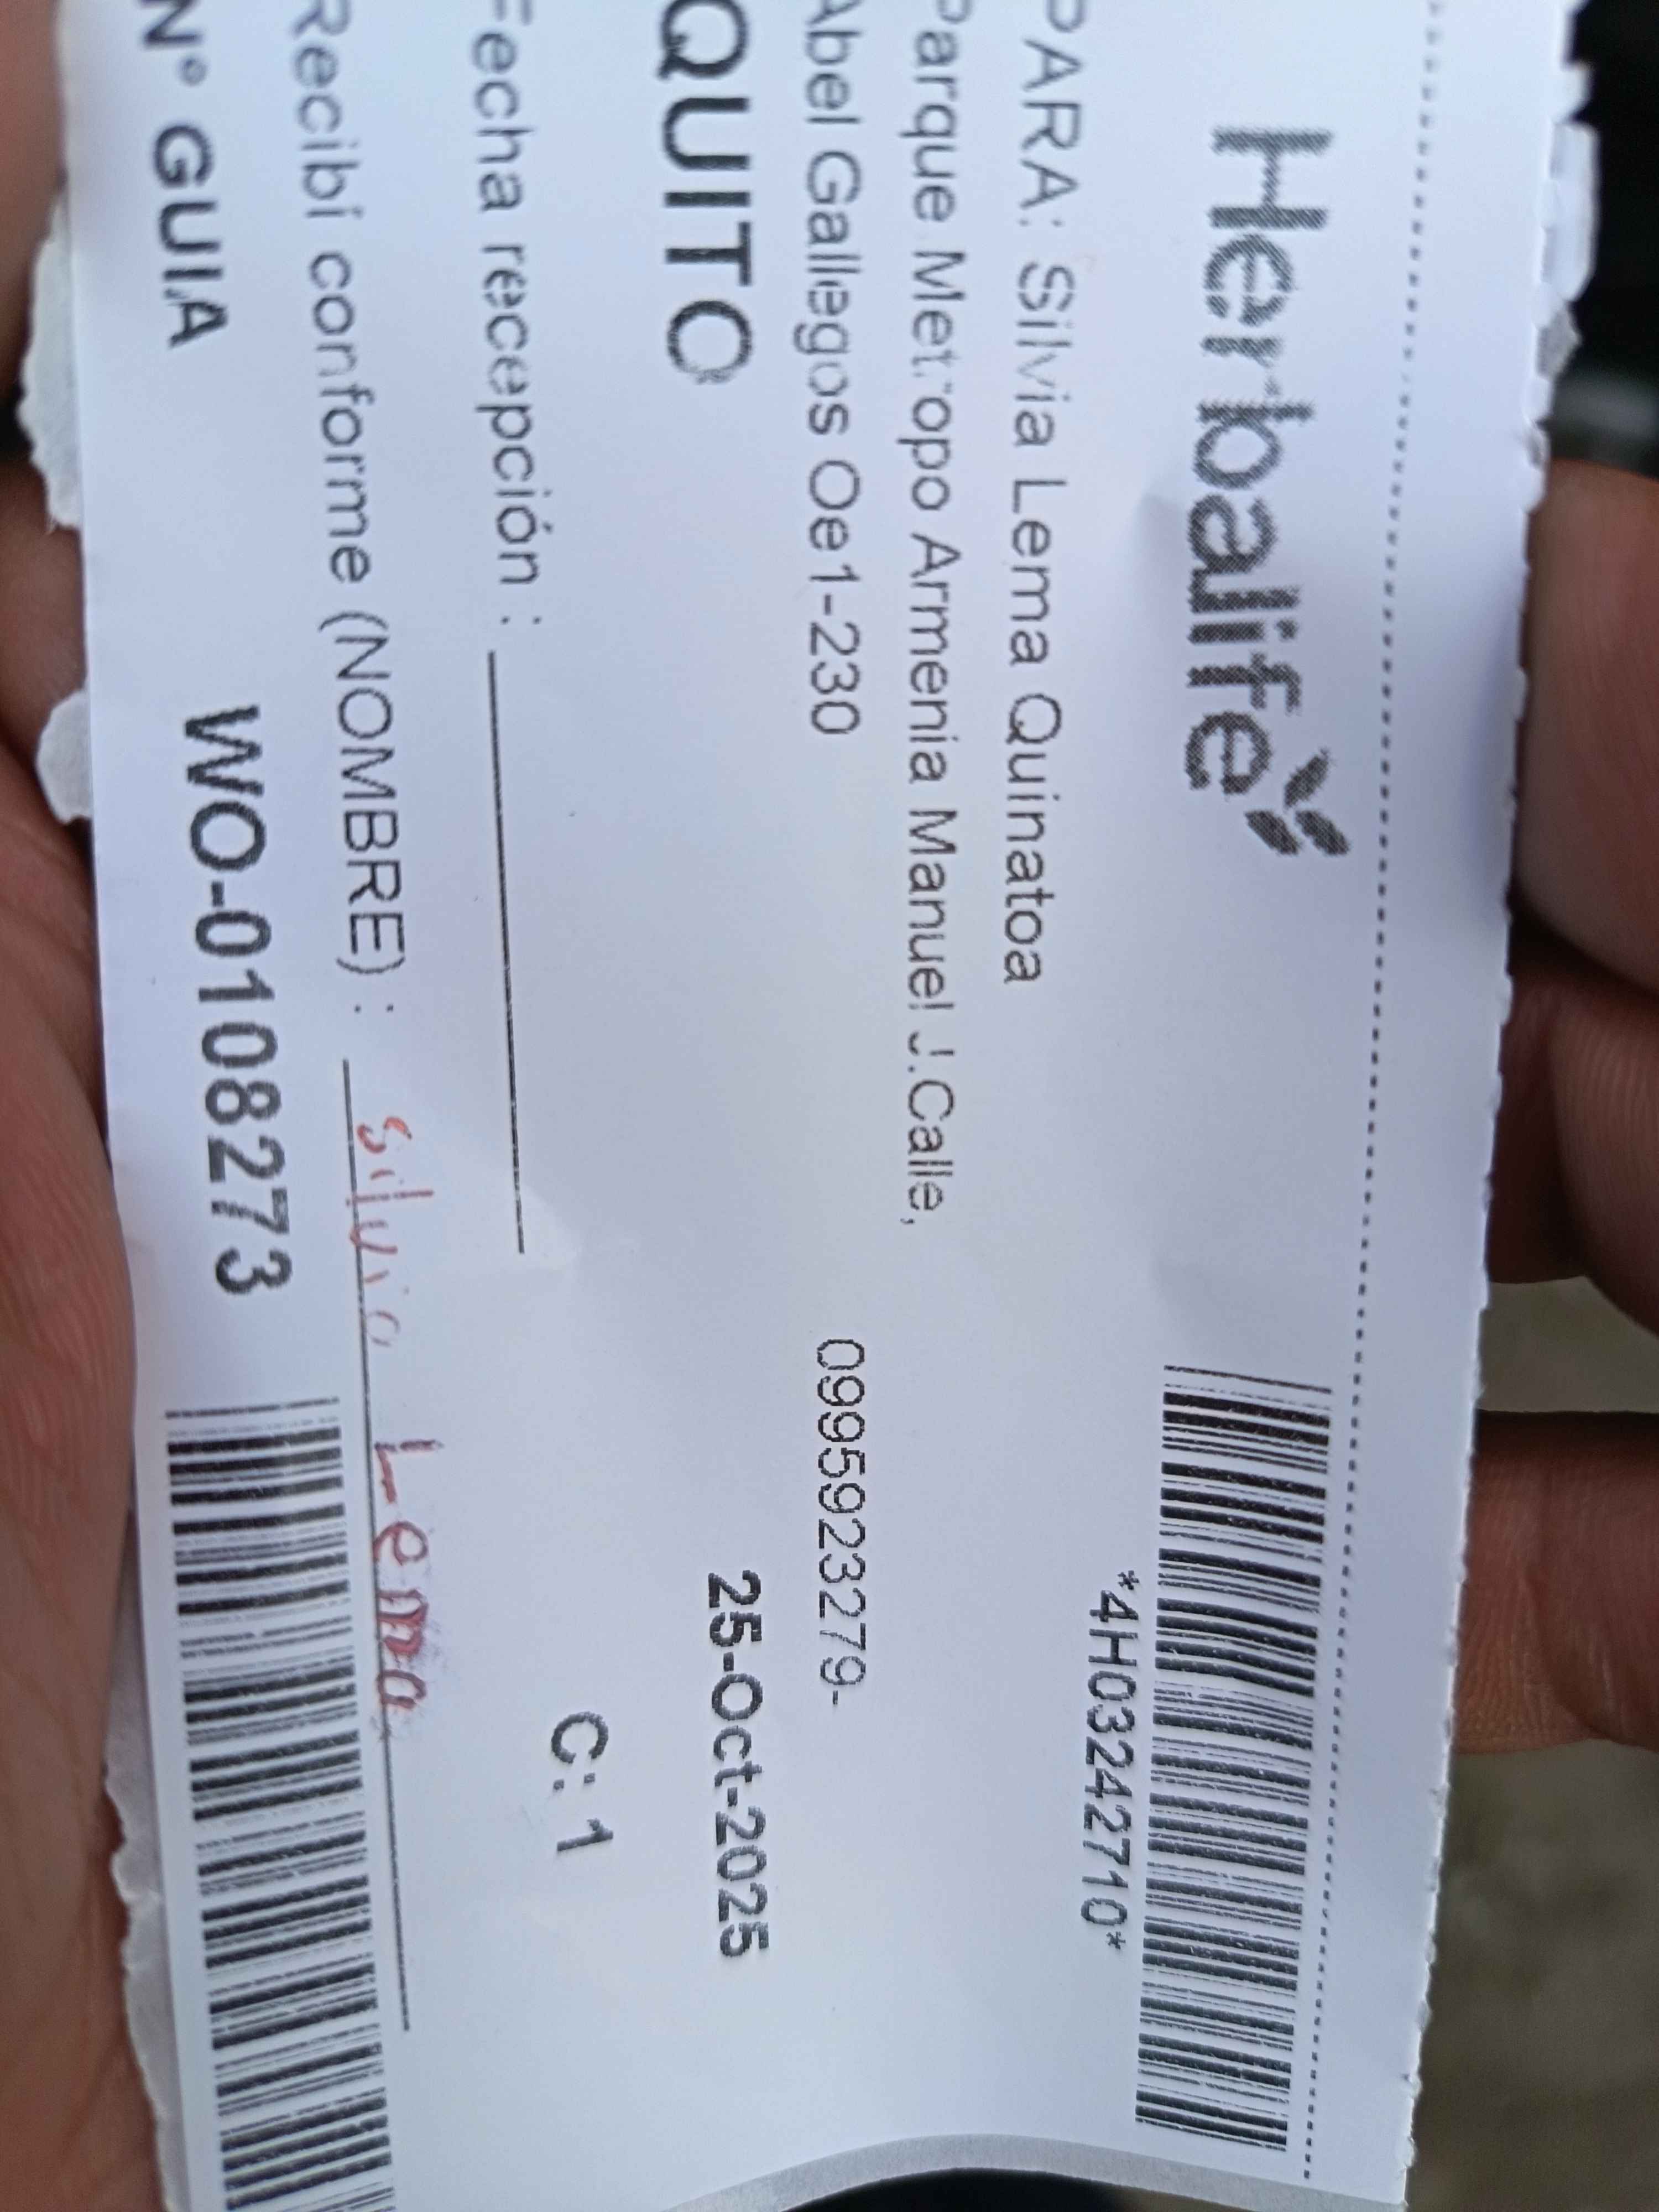 Herbalife
*4H03242710*
PARA: Silvia Lema Quinatoa
Parque Metropo Armenia Manuel J.Calle,
Abel Gallegos Oe1-230 0995923279-
QUITO 25-Oct-2025
C: 1
Fecha recepción :
Recibí conforme (NOMBRE) : Silvia Lema
N° GUIA WO-0108273